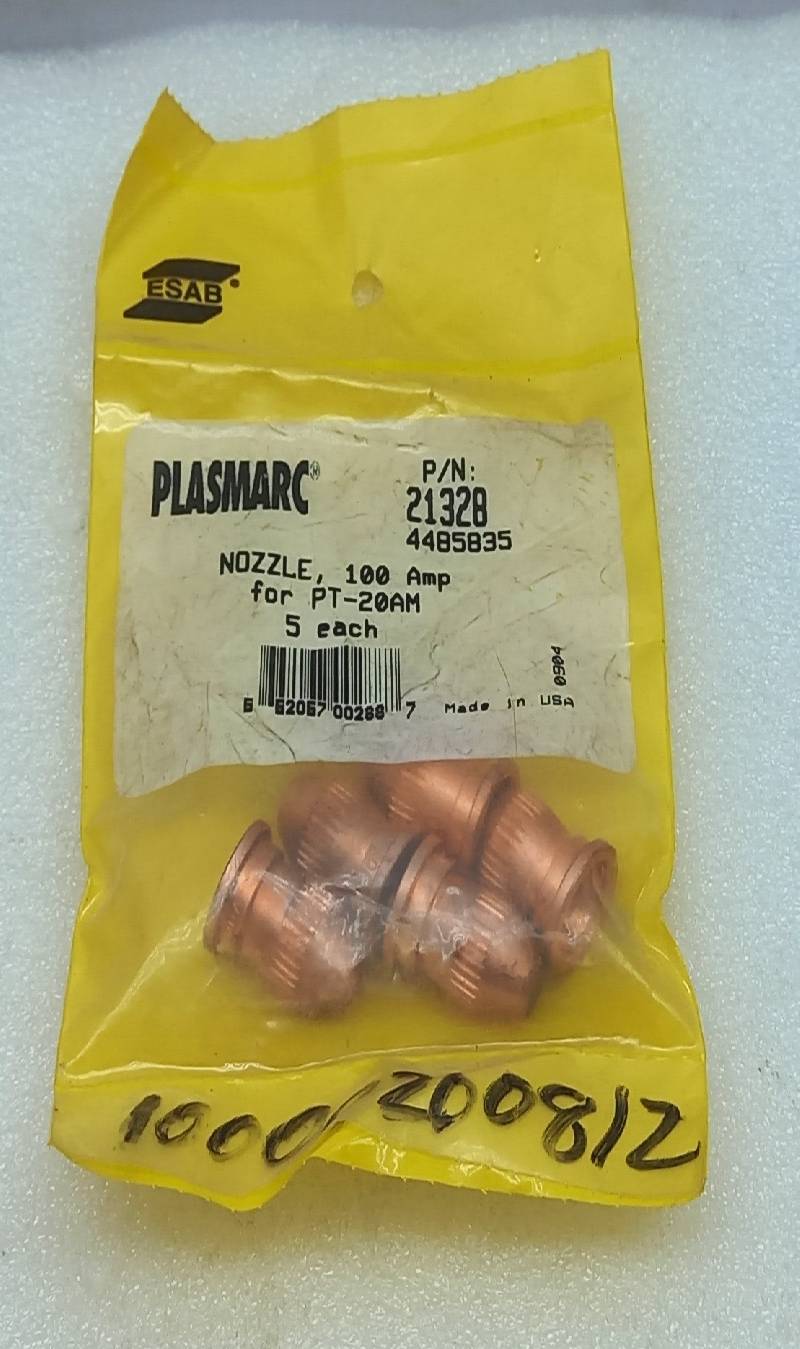 ESAB®
PLASMARC®
P/N:
21328
4485835
NOZZLE, 100 Amp
for PT-20AM
5 each
0904
6 62067 00288 7 Made in USA
1000/200812